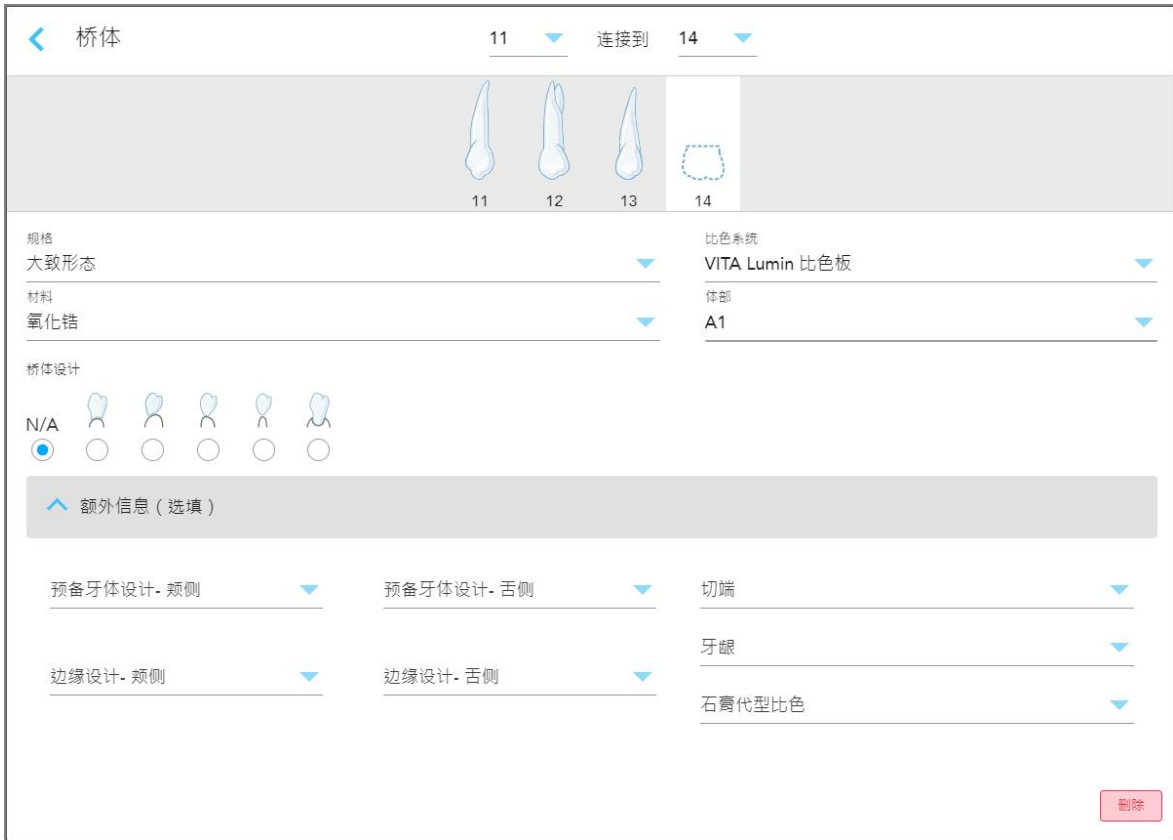 桥体
11 连接到 14
11 12 13 14
规格
大致形态
比色系统
VITA Lumin 比色板
材料
氧化锆
体部
A1
桥体设计
N/A
额外信息 ( 选填 )
预备牙体设计- 颊侧
预备牙体设计- 舌侧
切端
牙龈
边缘设计- 颊侧
边缘设计- 舌侧
石膏代型比色
删除